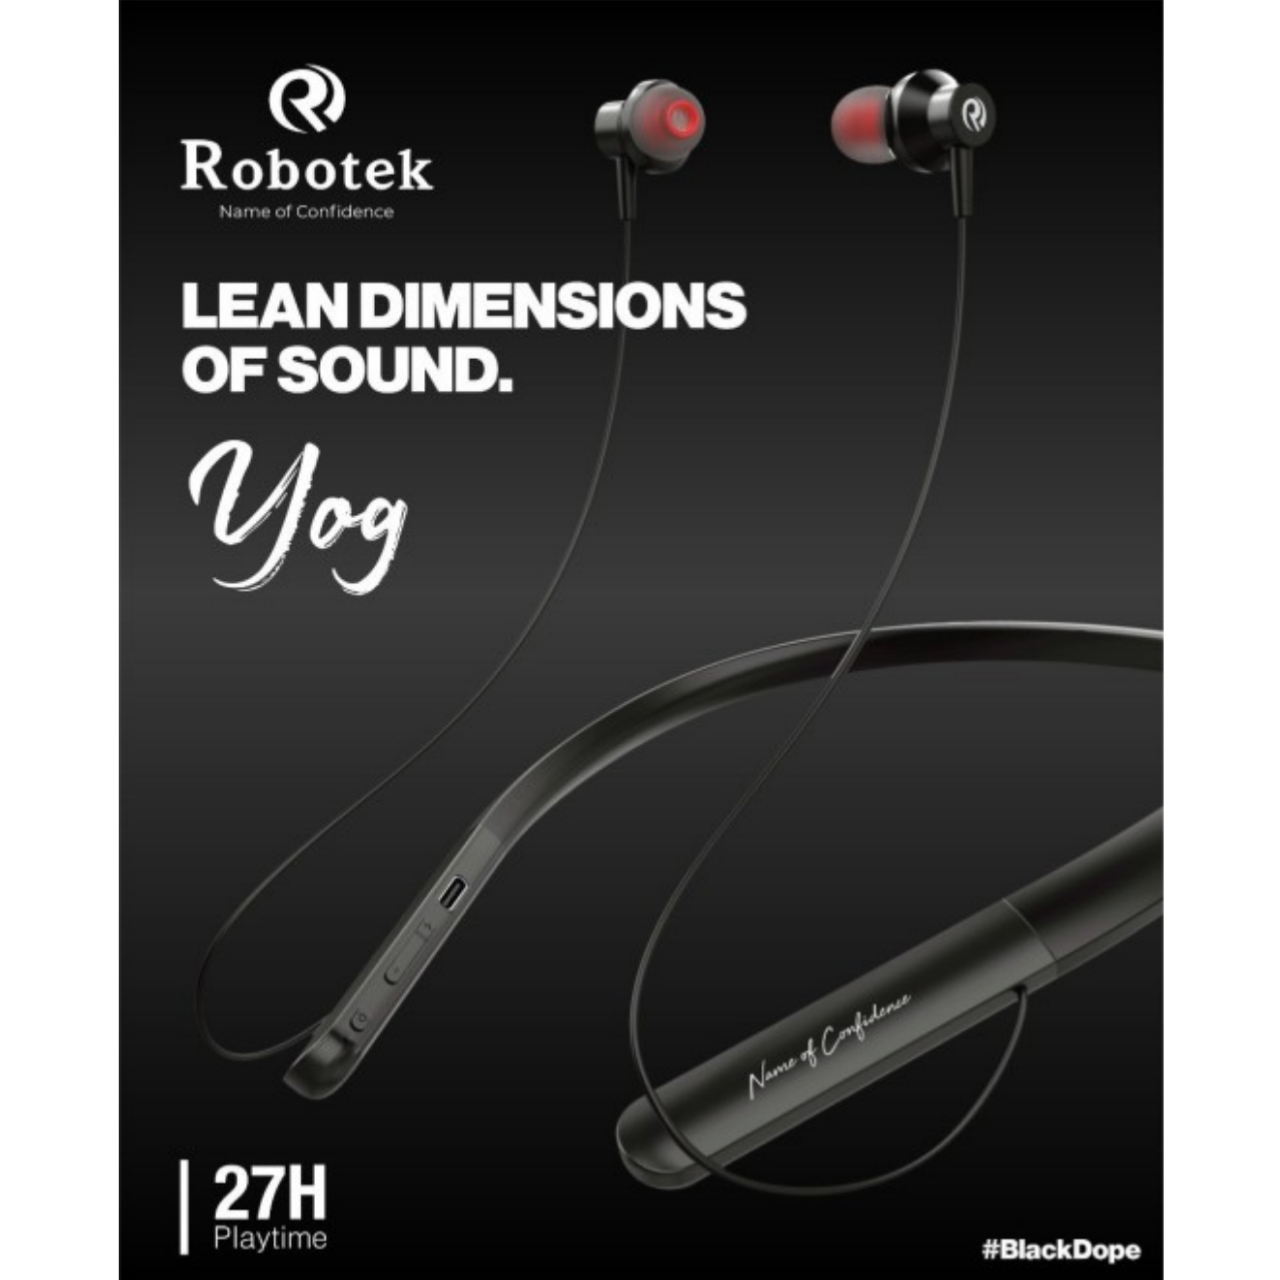 Robotek
Name of Confidence
LEAN DIMENSIONS
OF SOUND.
Yog
Name of Confidence
27H
Playtime
#BlackDope